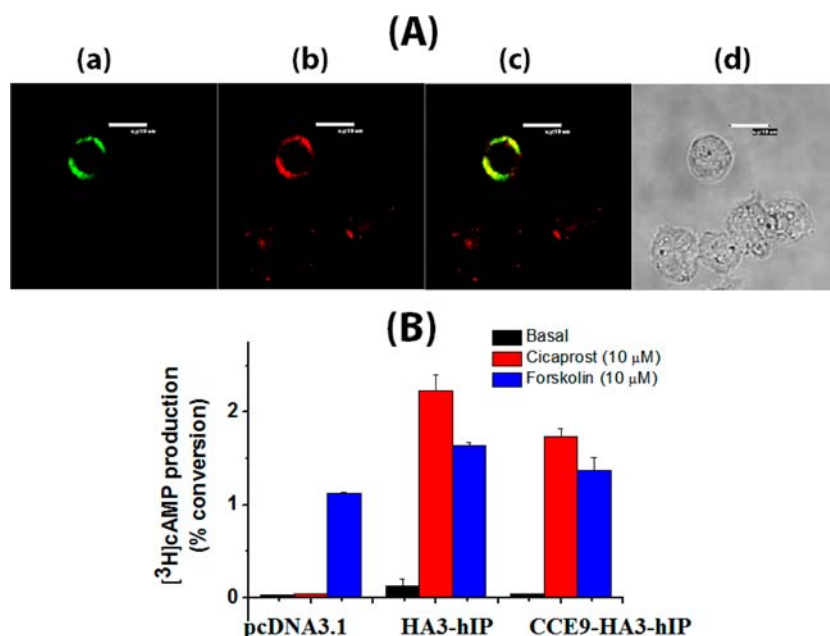 (A)
(a) (b) (c) (d)
(B)
Basal
Cicaprost (10 μM)
Forskolin (10 μM)
[³H]cAMP production
(% conversion)
2
1
0
pcDNA3.1 HA3-hIP CCE9-HA3-hIP